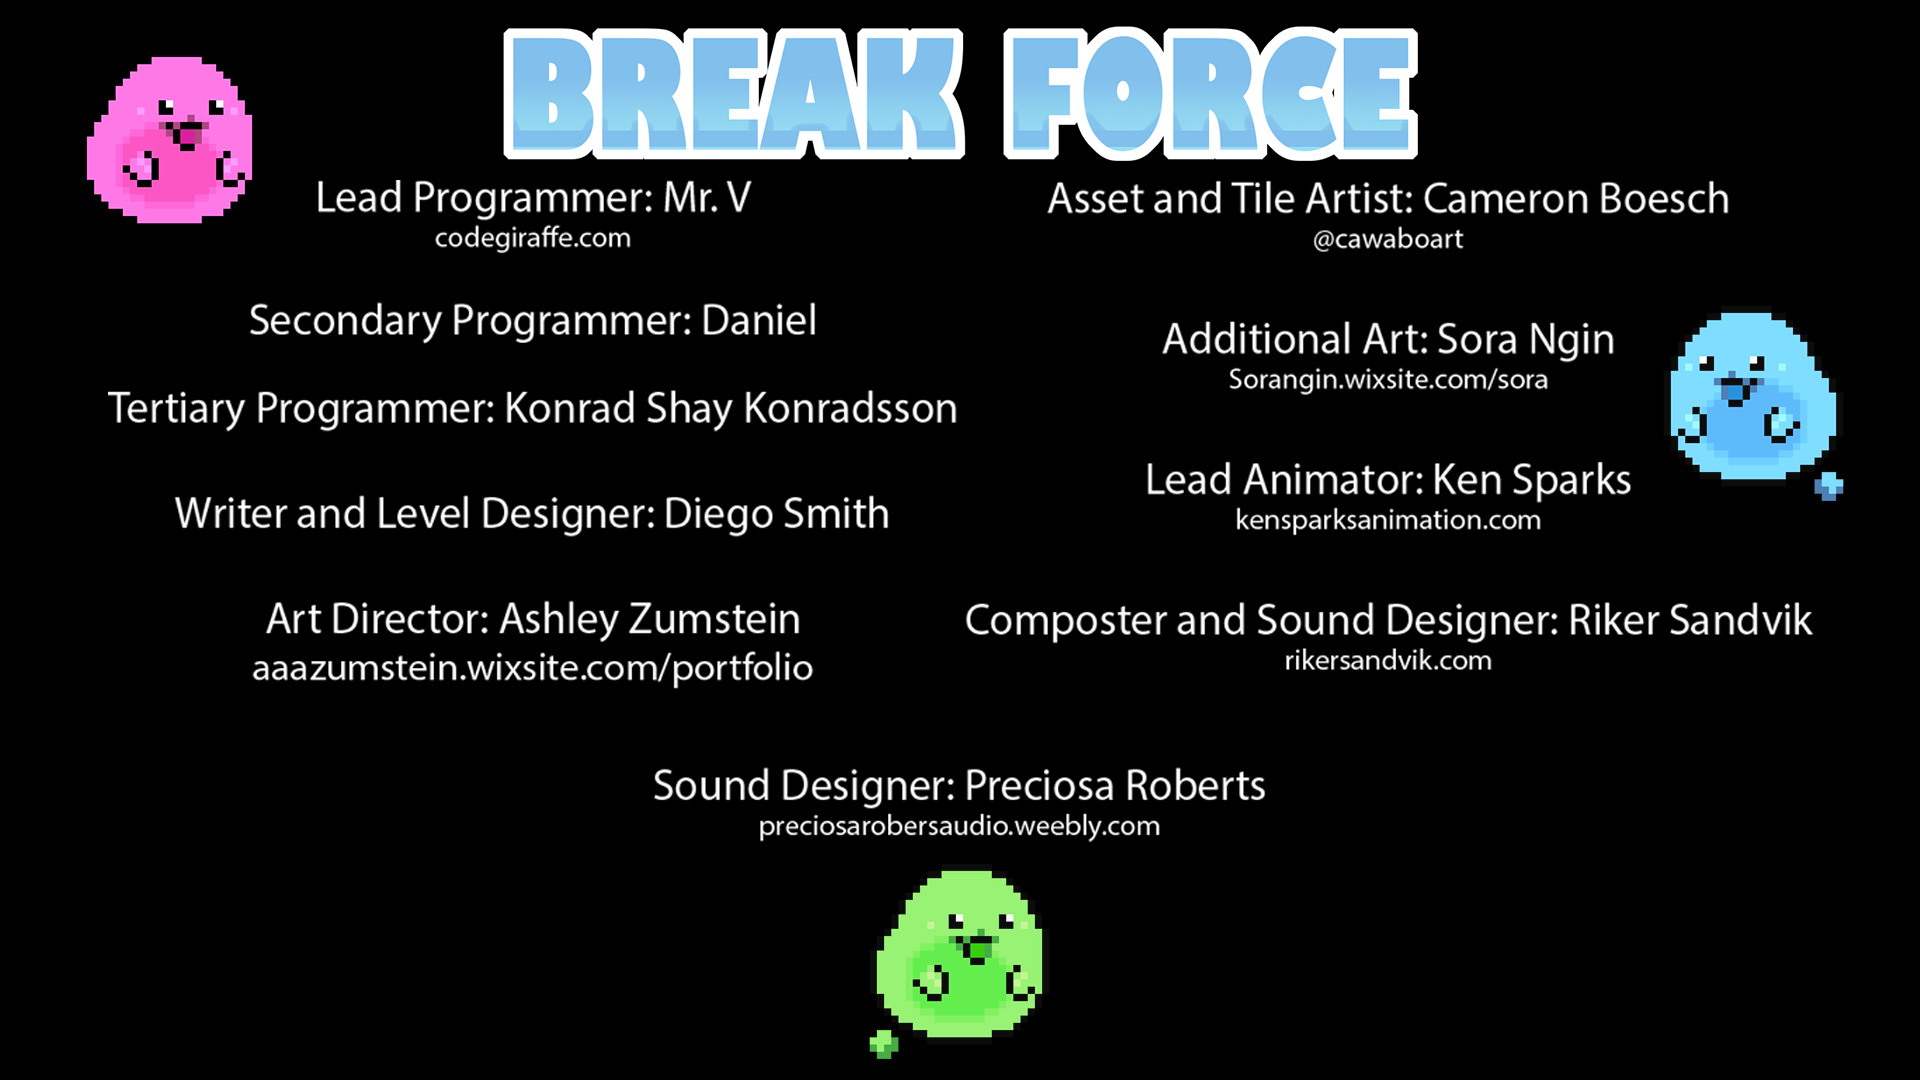 BREAK FORCE
Lead Programmer: Mr. V
codegiraffe.com
Secondary Programmer: Daniel
Tertiary Programmer: Konrad Shay Konradsson
Writer and Level Designer: Diego Smith
Art Director: Ashley Zumstein
aaazumstein.wixsite.com/portfolio
Asset and Tile Artist: Cameron Boesch
@cawaboart
Additional Art: Sora Ngin
Sorangin.wixsite.com/sora
Lead Animator: Ken Sparks
kensparksanimation.com
Composter and Sound Designer: Riker Sandvik
rikersandvik.com
Sound Designer: Preciosa Roberts
preciosarobersaudio.weebly.com